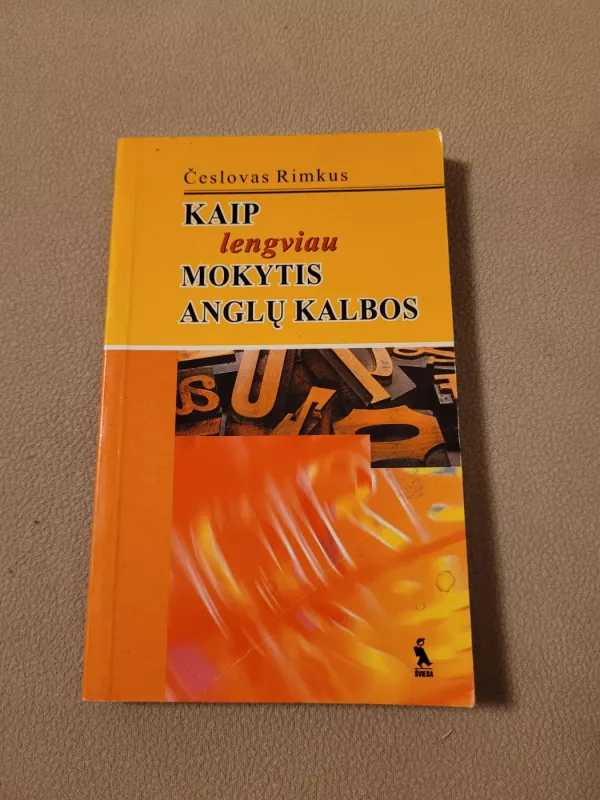 Česlovas Rimkus
KAIP
lengviau
MOKYTIS
ANGLŲ KALBOS
ŠVIESA